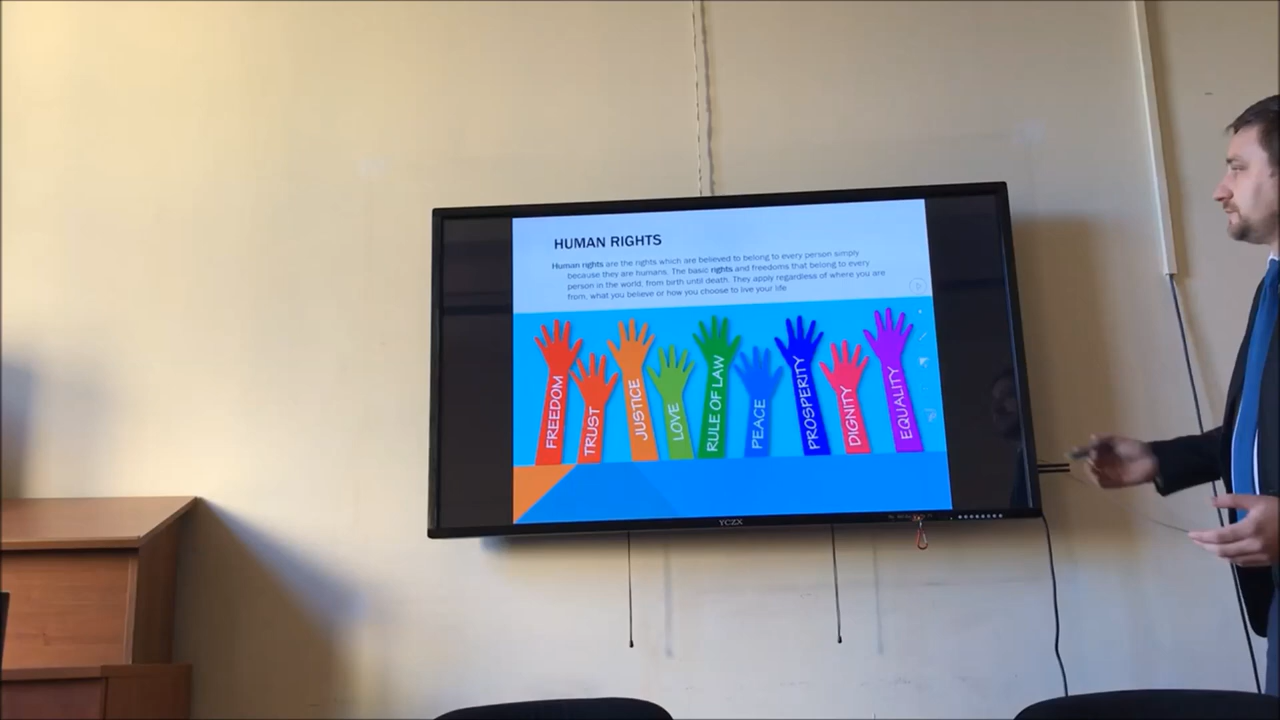 HUMAN RIGHTS
Human rights are the rights which are believed to belong to every person simply
because they are humans. The basic rights and freedoms that belong to every
person in the world, from birth until death. They apply regardless of where you are
from, what you believe or how you choose to live your life
FREEDOM
TRUST
JUSTICE
LOVE
RULE OF LAW
PEACE
PROSPERITY
DIGNITY
EQUALITY
YCZX